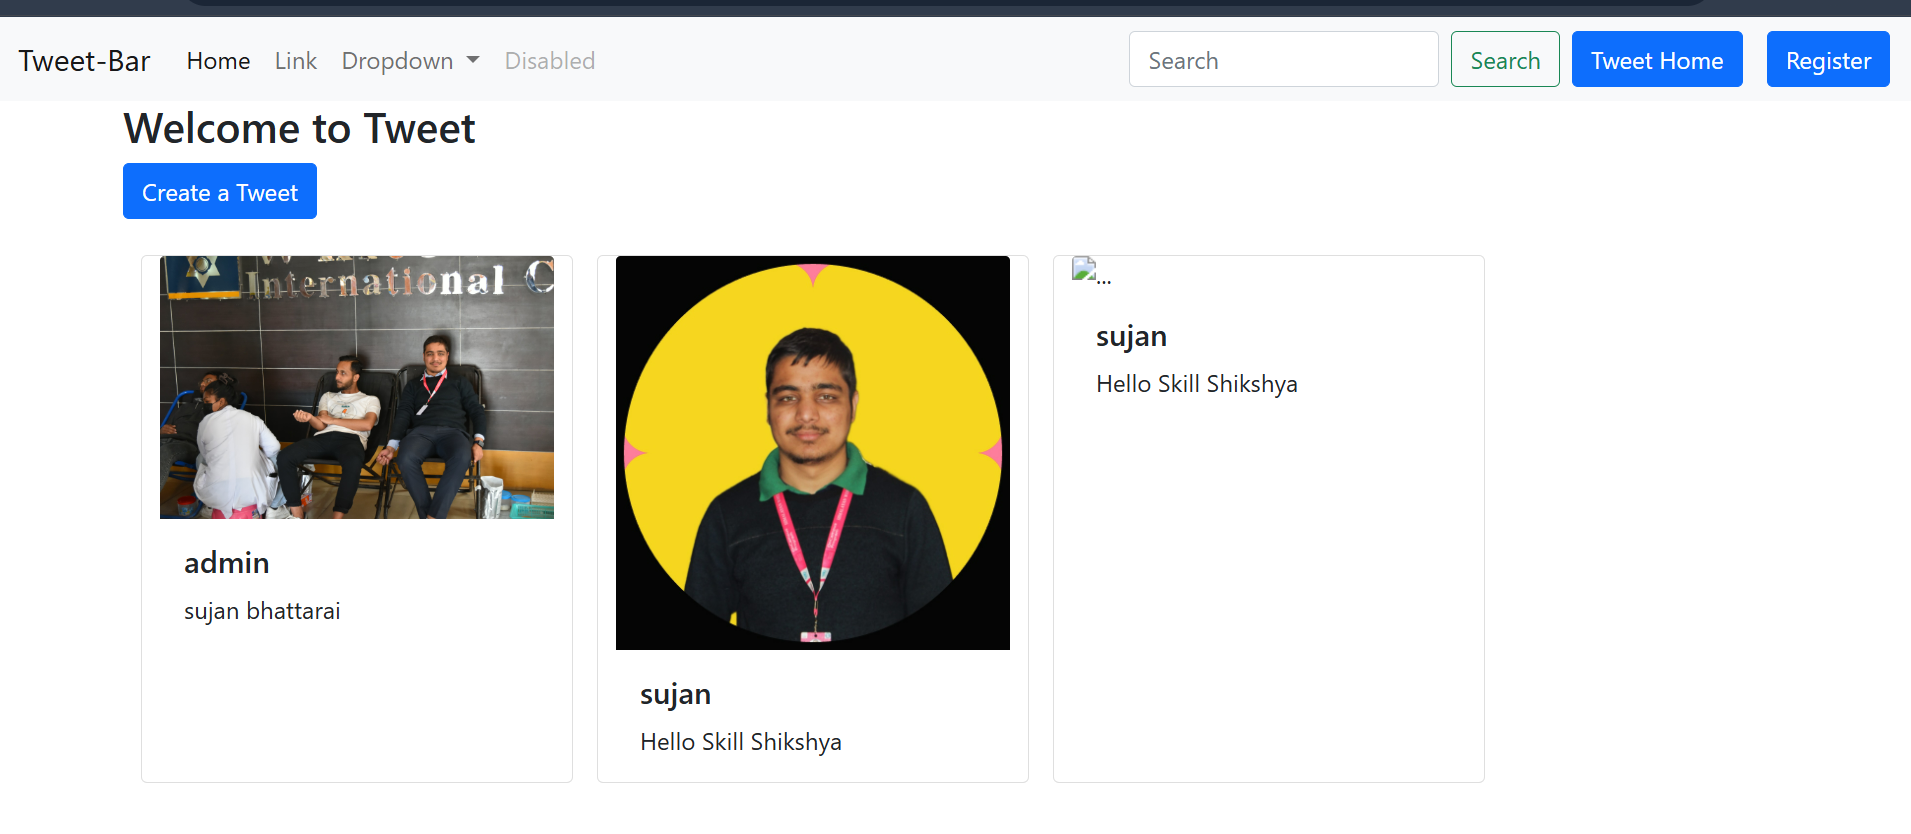 Tweet-Bar Home Link Dropdown Disabled Search Search Tweet Home Register
Welcome to Tweet
Create a Tweet
International C
admin
sujan bhattarai
sujan
Hello Skill Shikshya
...
sujan
Hello Skill Shikshya